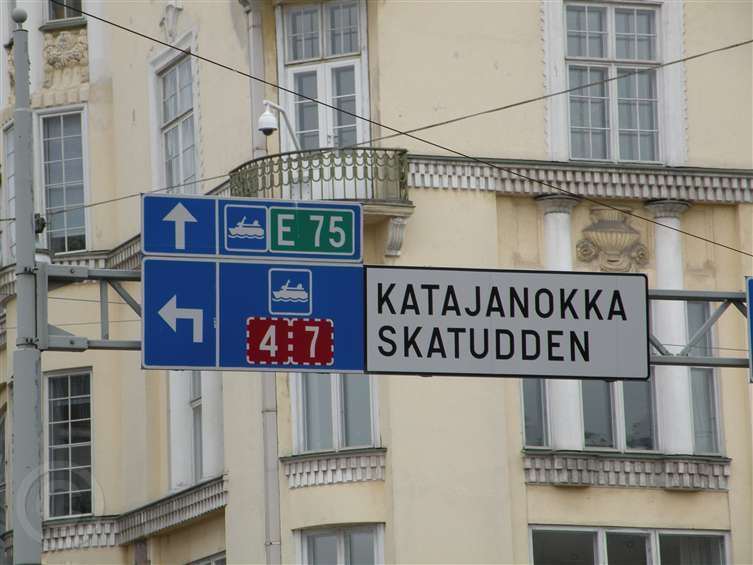 E 75
4 7
KATAJANOKKA
SKATUDDEN